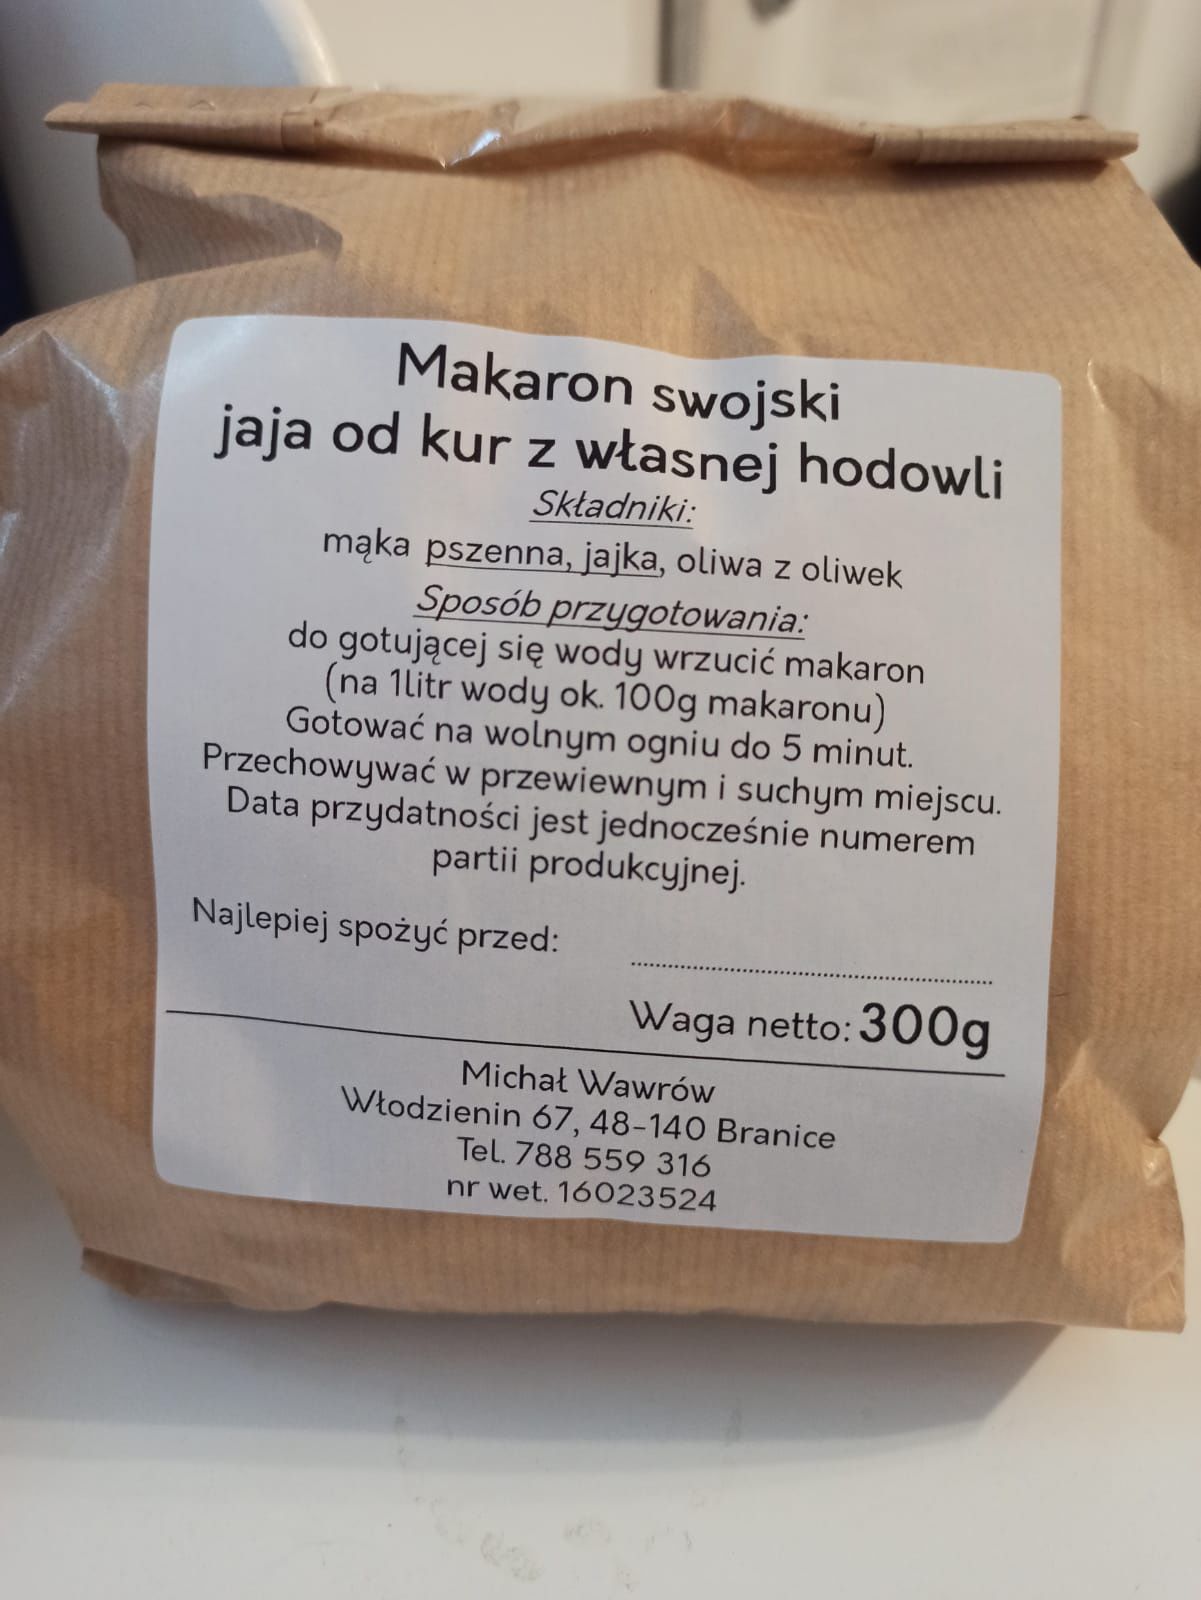 Makaron swojski
jaja od kur z własnej hodowli
Składniki:
mąka pszenna, jajka, oliwa z oliwek
Sposób przygotowania:
do gotującej się wody wrzucić makaron
(na 1litr wody ok. 100g makaronu)
Gotować na wolnym ogniu do 5 minut.
Przechowywać w przewiewnym i suchym miejscu.
Data przydatności jest jednocześnie numerem
partii produkcyjnej.
Najlepiej spożyć przed:
Waga netto: 300g
Michał Wawrów
Włodzienin 67, 48-140 Branice
Tel. 788 559 316
nr wet. 16023524